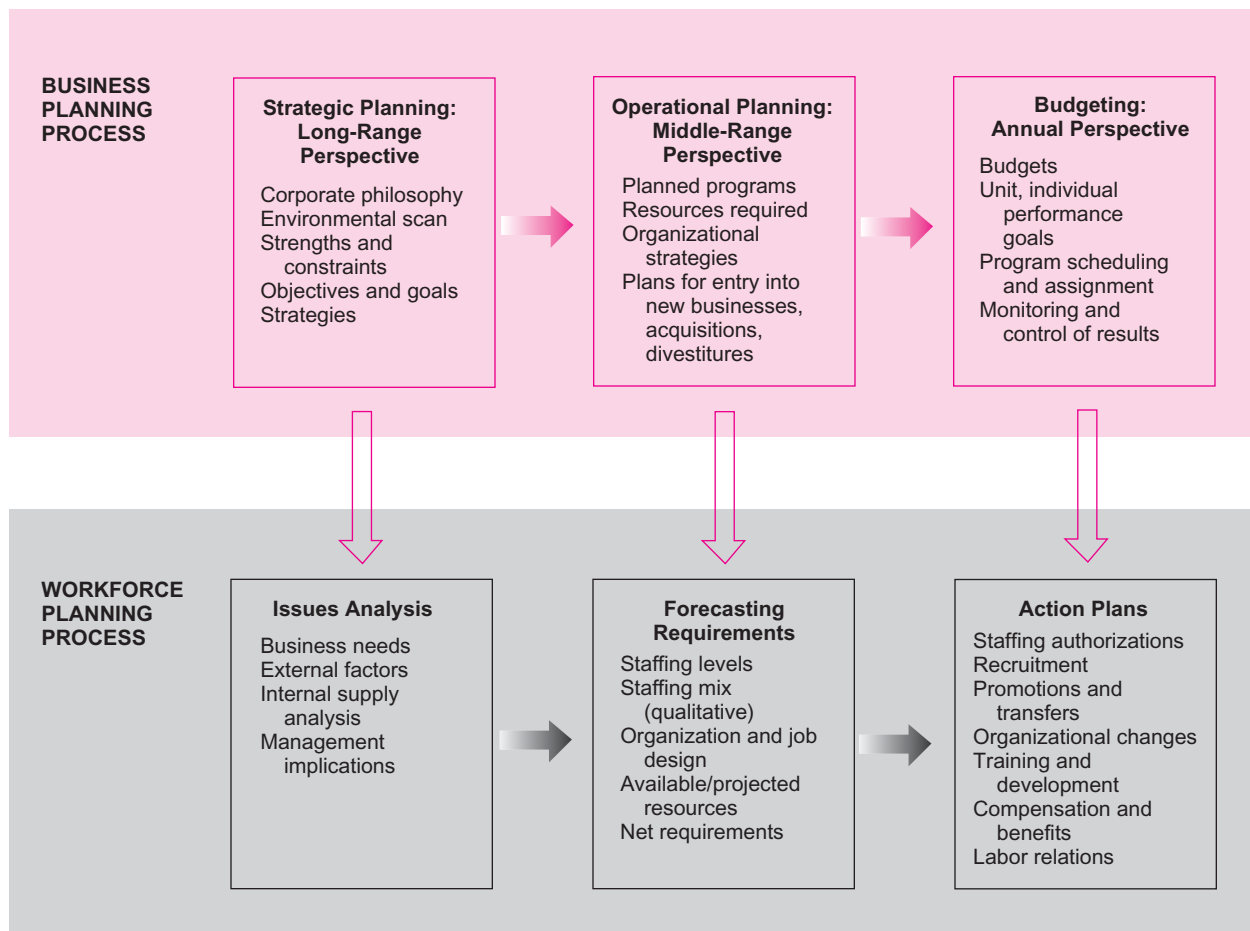 BUSINESS
PLANNING
PROCESS
Strategic Planning:
Long-Range
Perspective
Corporate philosophy
Environmental scan
Strengths and
constraints
Objectives and goals
Strategies
Operational Planning:
Middle-Range
Perspective
Planned programs
Resources required
Organizational
strategies
Plans for entry into
new businesses,
acquisitions,
divestitures
Budgeting:
Annual Perspective
Budgets
Unit, individual
performance
goals
Program scheduling
and assignment
Monitoring and
control of results
WORKFORCE
PLANNING
PROCESS
Issues Analysis
Business needs
External factors
Internal supply
analysis
Management
implications
Forecasting
Requirements
Staffing levels
Staffing mix
(qualitative)
Organization and job
design
Available/projected
resources
Net requirements
Action Plans
Staffing authorizations
Recruitment
Promotions and
transfers
Organizational changes
Training and
development
Compensation and
benefits
Labor relations